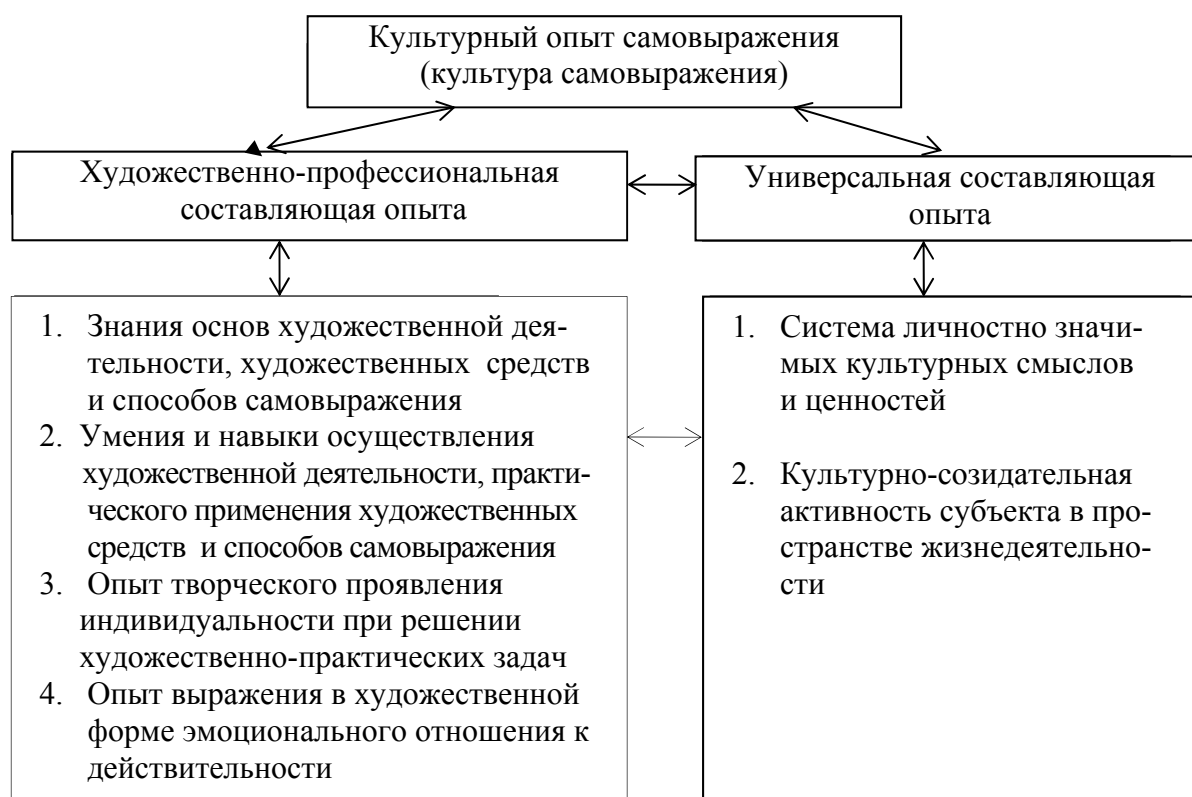 Культурный опыт самовыражения
(культура самовыражения)
Художественно-профессиональная
составляющая опыта
Универсальная составляющая
опыта
1. Знания основ художественной дея-
тельности, художественных средств
и способов самовыражения
2. Умения и навыки осуществления
художественной деятельности, практи-
ческого применения художественных
средств и способов самовыражения
3. Опыт творческого проявления
индивидуальности при решении
художественно-практических задач
4. Опыт выражения в художественной
форме эмоционального отношения к
действительности
1. Система личностно значи-
мых культурных смыслов
и ценностей
2. Культурно-созидательная
активность субъекта в про-
странстве жизнедеятельно-
сти